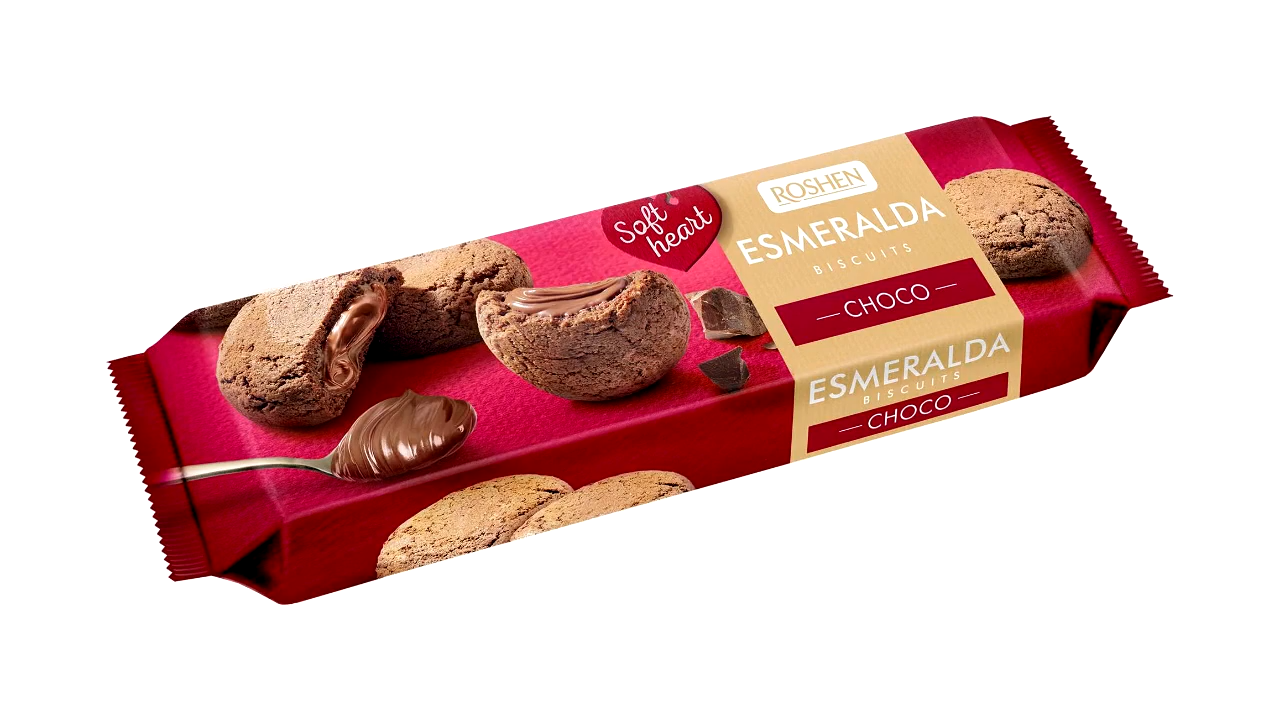 Soft
heart
ROSHEN
ESMERALDA
BISCUITS
— CHOCO —
ESMERALDA
BISCUITS
— CHOCO —